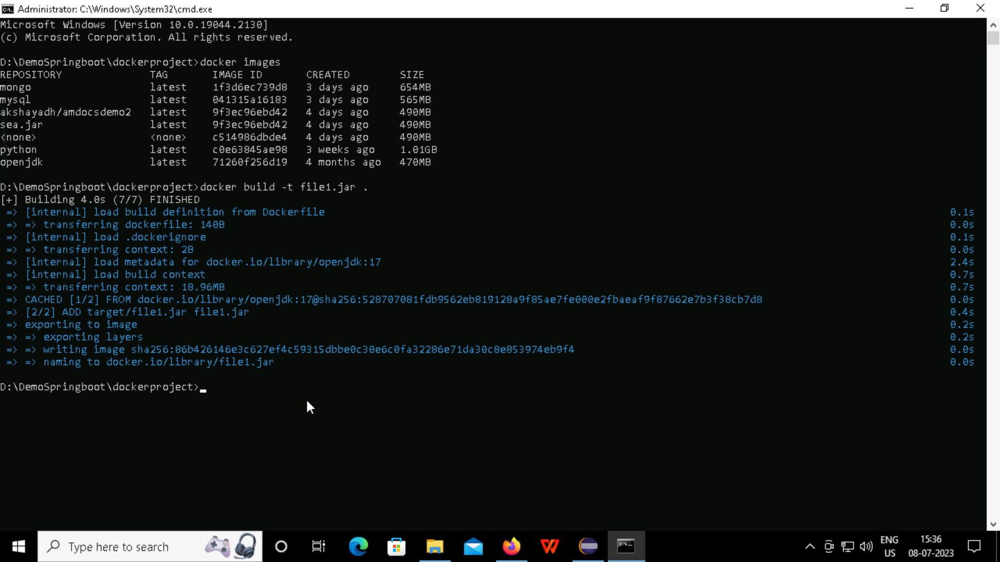 Administrator: C:\Windows\System32\cmd.exe
Microsoft Windows [Version 10.0.19044.2130]
(c) Microsoft Corporation. All rights reserved.
D:\DemoSpringboot\dockerproject>docker images
REPOSITORY TAG IMAGE ID CREATED SIZE
mongo latest 1f3d6ec739d8 3 days ago 654MB
mysql latest 041315a16183 3 days ago 565MB
akshayadh/amdocsdemo2 latest 9f3ec96ebd42 4 days ago 490MB
sea.jar latest 9f3ec96ebd42 4 days ago 490MB
<none> <none> c514986dbde4 4 days ago 490MB
python latest c0e63845ae98 3 weeks ago 1.01GB
openjdk latest 71260f256d19 4 months ago 470MB
D:\DemoSpringboot\dockerproject>docker build -t file1.jar .
[+] Building 4.0s (7/7) FINISHED
=> [internal] load build definition from Dockerfile 0.1s
=> => transferring dockerfile: 140B 0.0s
=> [internal] load .dockerignore 0.1s
=> => transferring context: 2B 0.0s
=> [internal] load metadata for docker.io/library/openjdk:17 2.4s
=> [internal] load build context 0.7s
=> => transferring context: 18.96MB 0.7s
=> CACHED [1/2] FROM docker.io/library/openjdk:17@sha256:528707081fdb9562eb819128a9f85ae7fe000e2fbaeaf9f87662e7b3f38cb7d8 0.0s
=> [2/2] ADD target/file1.jar file1.jar 0.4s
=> exporting to image 0.2s
=> => exporting layers 0.2s
=> => writing image sha256:86b426146e3c627ef4c59315dbbe0c30e6c0fa32286e71da30c8e853974eb9f4 0.0s
=> => naming to docker.io/library/file1.jar 0.0s
D:\DemoSpringboot\dockerproject>
Type here to search
ENG
US
15:36
08-07-2023